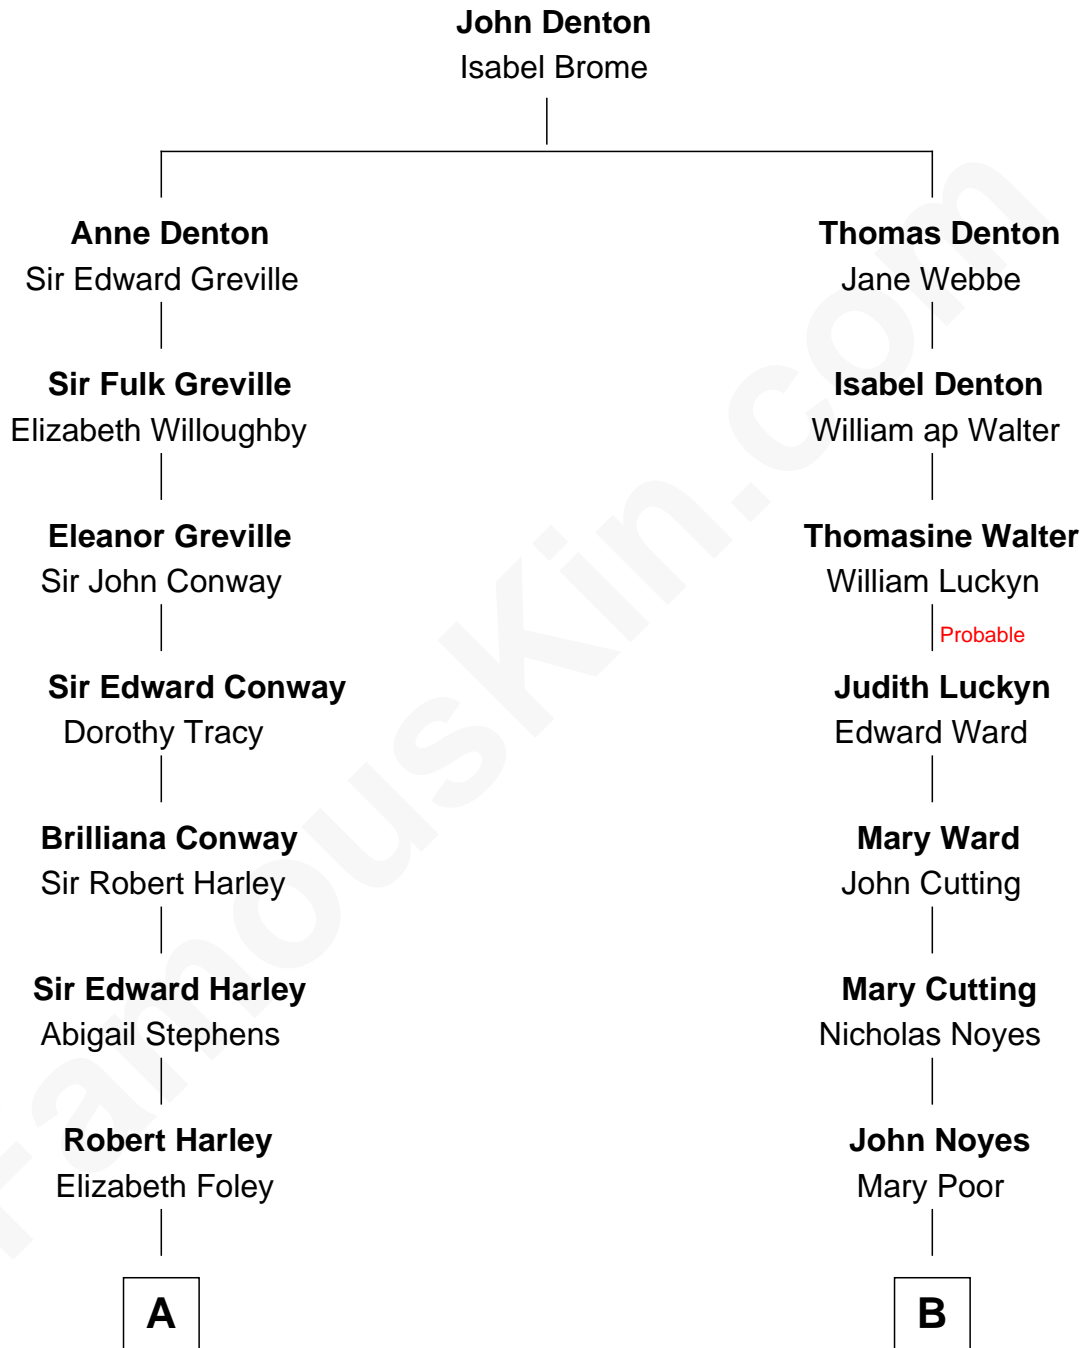 John Denton
Isabel Brome
Anne Denton
Sir Edward Greville
Thomas Denton
Jane Webbe
Sir Fulk Greville
Elizabeth Willoughby
Isabel Denton
William ap Walter
Eleanor Greville
Sir John Conway
Thomasine Walter
William Luckyn
Probable
Sir Edward Conway
Dorothy Tracy
Judith Luckyn
Edward Ward
Brilliana Conway
Sir Robert Harley
Mary Ward
John Cutting
Sir Edward Harley
Abigail Stephens
Mary Cutting
Nicholas Noyes
Robert Harley
Elizabeth Foley
John Noyes
Mary Poor
A
B
FamousKin.com